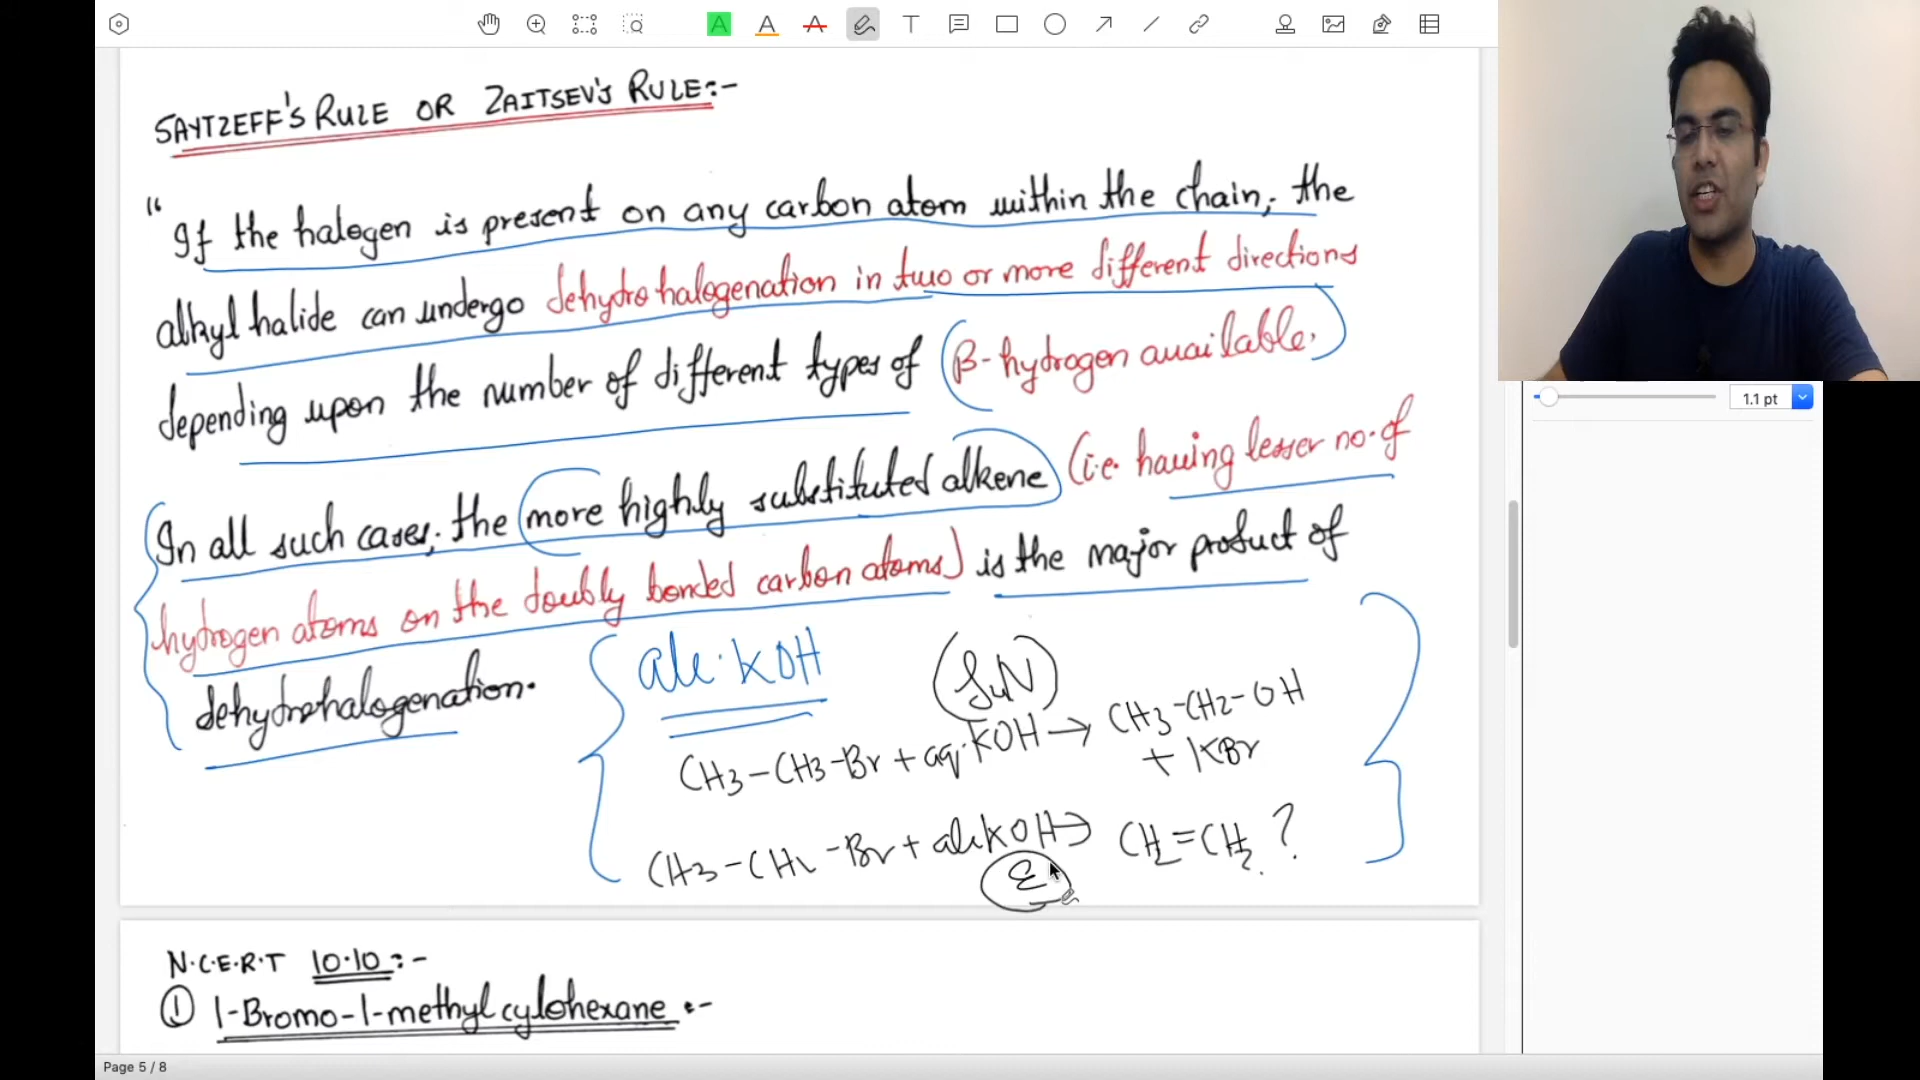 SAYTZEFF'S RULE OR ZAITSEV'S RULE:-
"If the halogen is present on any carbon atom within the chain, the
alkyl halide can undergo dehydrohalogenation in two or more different directions
depending upon the number of different types of β-hydrogen available.
In all such cases, the more highly substituted alkene (i.e. having lesser no. of
hydrogen atoms on the doubly bonded carbon atoms) is the major product of
dehydrohalogenation.
alc.KOH
(SuN)
CH3-CH3-Br + aq.KOH → CH3-CH2-OH
+ KBr
CH3-CH2-Br + alc KOH → CH2=CH2 ?
E
N.C.E.R.T 10.10:-
① 1-Bromo-1-methylcylohexane:-
1.1 pt
Page 5 / 8